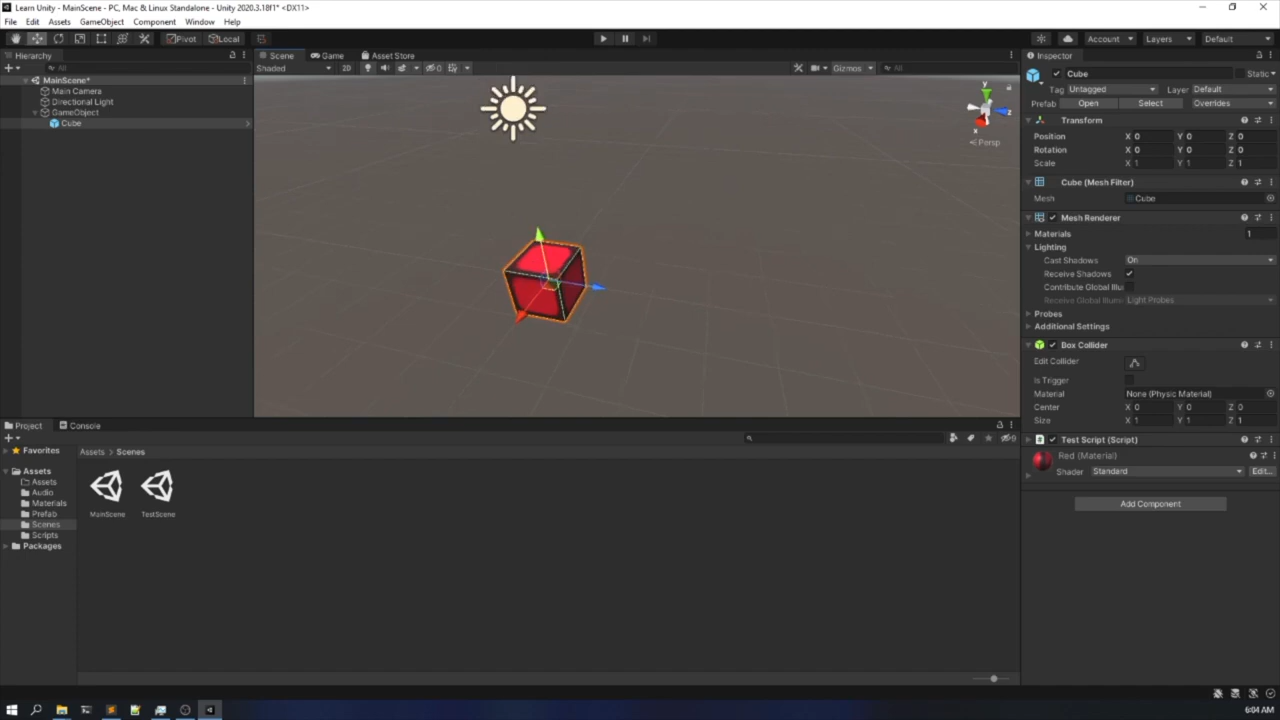 Learn Unity - MainScene - PC, Mac & Linux Standalone - Unity 2020.3.18f1* <DX11>
File Edit Assets GameObject Component Window Help
Pivot Local Account Layers Default
Hierarchy Scene Game Asset Store Inspector
All Shaded 2D 0 Gizmos All Cube Static
MainScene*
Main Camera Tag Untagged Layer Default
Directional Light Prefab Open Select Overrides
GameObject
Cube
y
z
x
Persp
Transform
Position X 0 Y 0 Z 0
Rotation X 0 Y 0 Z 0
Scale X 1 Y 1 Z 1
Cube (Mesh Filter)
Mesh Cube
Mesh Renderer
Materials 1
Lighting
Cast Shadows On
Receive Shadows
Contribute Global Illu
Receive Global Illum Light Probes
Probes
Additional Settings
Box Collider
Edit Collider
Is Trigger
Material None (Physic Material)
Center X 0 Y 0 Z 0
Size X 1 Y 1 Z 1
Test Script (Script)
Red (Material)
Shader Standard Edit...
Add Component
Project Console
Favorites
Assets > Scenes
Assets
Assets
Audio
Materials
Prefab
Scenes
Scripts
Packages
MainScene TestScene
6:04 AM